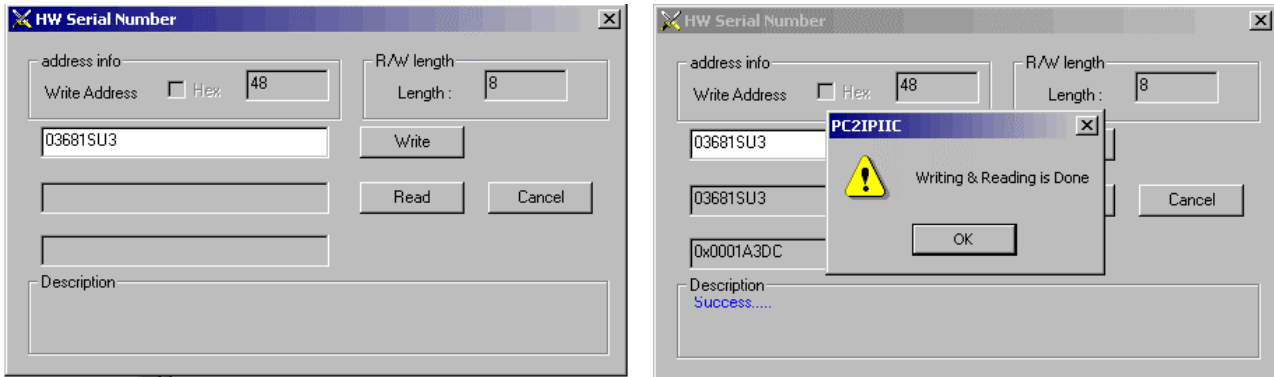 HW Serial Number
address info
Write Address
Hex
48
R/W length
Length :
8
03681SU3
Write
Read
Cancel
Description
HW Serial Number
address info
Write Address
Hex
48
R/W length
Length :
8
03681SU3
03681SU3
0x0001A3DC
Cancel
PC2IPIIC
Writing & Reading is Done
OK
Description
Success.....